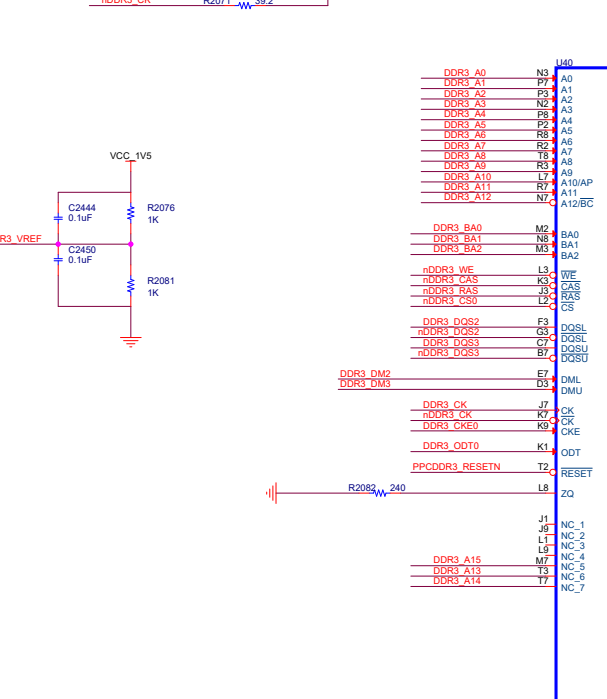 nDDR3_CK R2071 39.2
U40
DDR3_A0 N3 A0
DDR3_A1 P7 A1
DDR3_A2 P3 A2
DDR3_A3 N2 A3
DDR3_A4 P8 A4
DDR3_A5 P2 A5
DDR3_A6 R8 A6
DDR3_A7 R2 A7
DDR3_A8 T8 A8
DDR3_A9 R3 A9
DDR3_A10 L7 A10/AP
DDR3_A11 R7 A11
DDR3_A12 N7 A12/BC
VCC_1V5
C2444
0.1uF
R2076
1K
R3_VREF
C2450
0.1uF
R2081
1K
DDR3_BA0 M2 BA0
DDR3_BA1 N8 BA1
DDR3_BA2 M3 BA2
nDDR3_WE L3 WE
nDDR3_CAS K3 CAS
nDDR3_RAS J3 RAS
nDDR3_CS0 L2 CS
DDR3_DQS2 F3 DQSL
nDDR3_DQS2 G3 DQSL
DDR3_DQS3 C7 DQSU
nDDR3_DQS3 B7 DQSU
DDR3_DM2 E7 DML
DDR3_DM3 D3 DMU
DDR3_CK J7 CK
nDDR3_CK K7 CK
DDR3_CKE0 K9 CKE
DDR3_ODT0 K1 ODT
PPCDDR3_RESETN T2 RESET
R2082 240 L8 ZQ
J1 NC_1
J9 NC_2
L1 NC_3
L9 NC_4
DDR3_A15 M7 NC_5
DDR3_A13 T3 NC_6
DDR3_A14 T7 NC_7